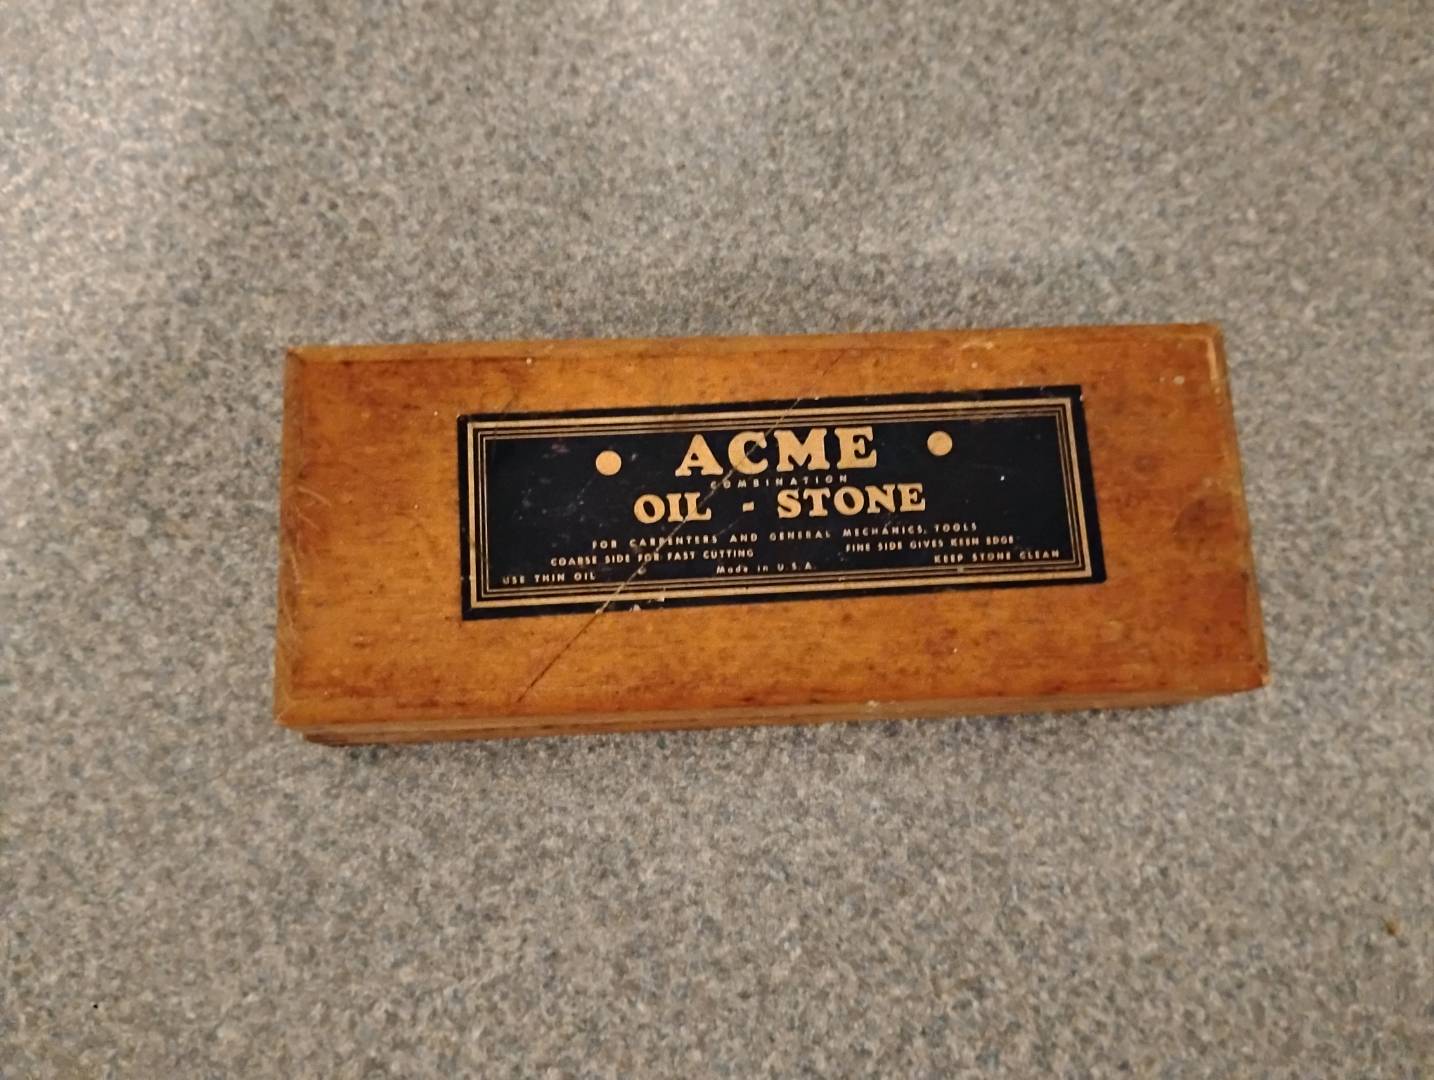 ACME
COMBINATION
OIL - STONE
FOR CARPENTERS AND GENERAL MECHANICS, TOOLS
COARSE SIDE FOR FAST CUTTING FINE SIDE GIVES KEEN EDGE
USE THIN OIL Made in U.S.A. KEEP STONE CLEAN